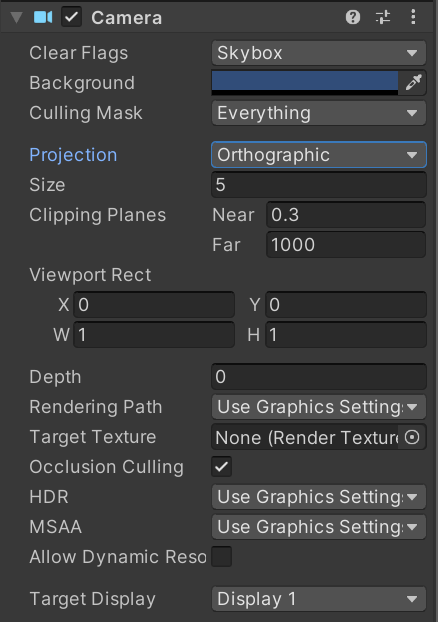 Camera
Clear Flags Skybox
Background
Culling Mask Everything
Projection Orthographic
Size 5
Clipping Planes Near 0.3
Far 1000
Viewport Rect
X 0 Y 0
W 1 H 1
Depth 0
Rendering Path Use Graphics Setting
Target Texture None (Render Texture
Occlusion Culling
HDR Use Graphics Setting
MSAA Use Graphics Setting
Allow Dynamic Reso
Target Display Display 1